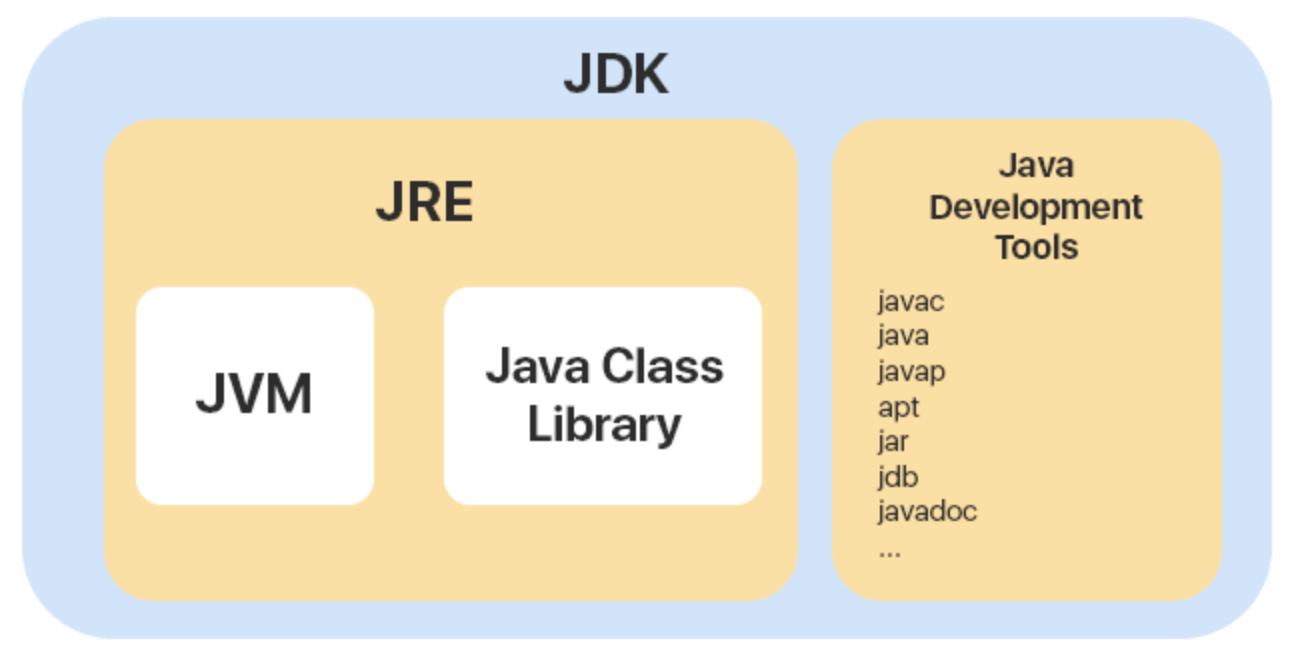 JDK
JRE
JVM
Java Class
Library
Java
Development
Tools
javac
java
javap
apt
jar
jdb
javadoc
...